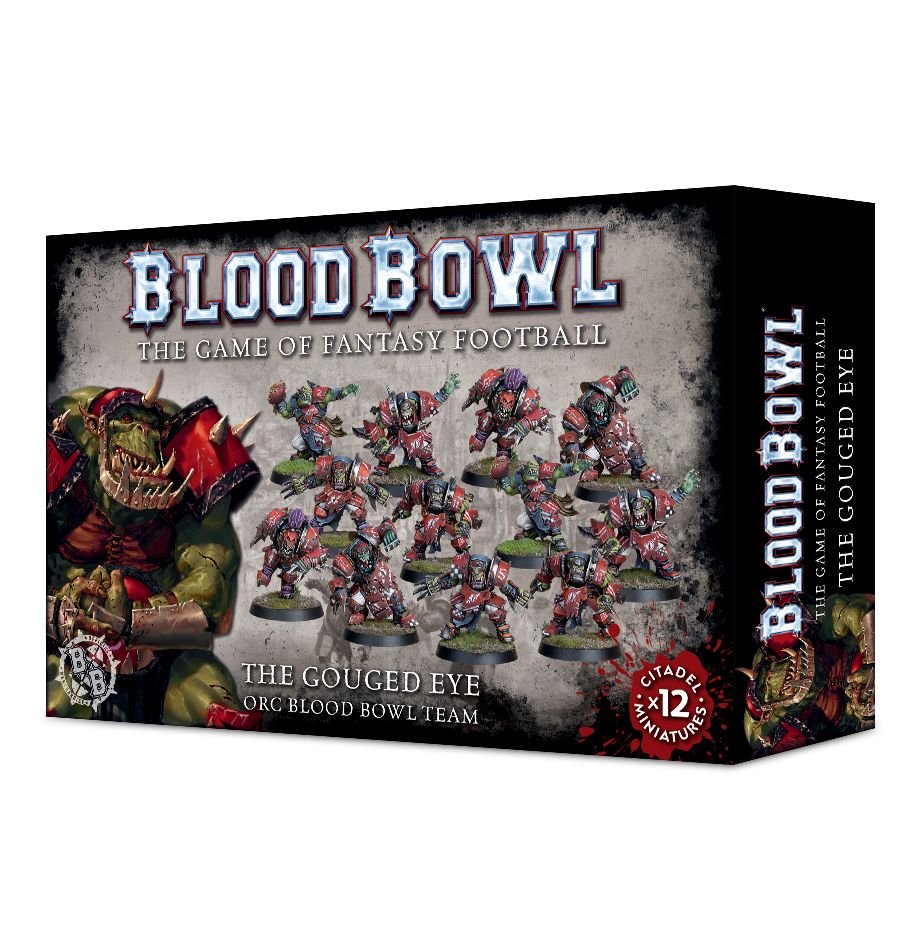 BLOOD BOWL®
THE GAME OF FANTASY FOOTBALL
THE GOUGED EYE
ORC BLOOD BOWL TEAM
CITADEL
x12
MINIATURES
BB
BLOOD BOWL
THE GAME OF FANTASY FOOTBALL
THE GOUGED EYE